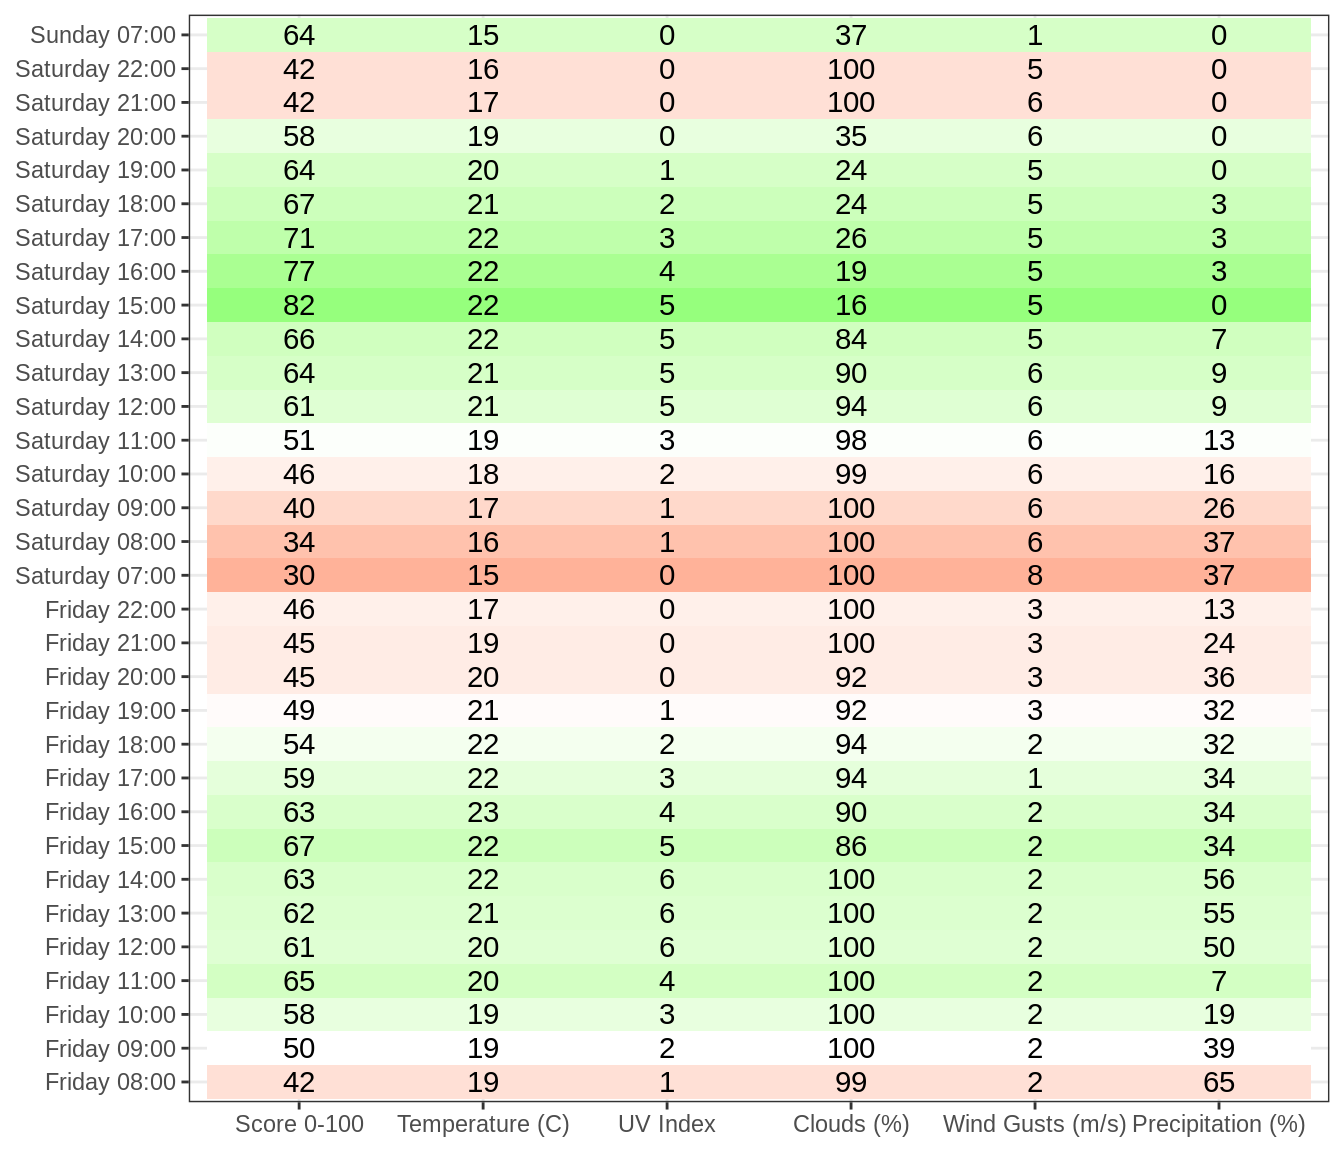 Sunday 07:00 64 15 0 37 1 0
Saturday 22:00 42 16 0 100 5 0
Saturday 21:00 42 17 0 100 6 0
Saturday 20:00 58 19 0 35 6 0
Saturday 19:00 64 20 1 24 5 0
Saturday 18:00 67 21 2 24 5 3
Saturday 17:00 71 22 3 26 5 3
Saturday 16:00 77 22 4 19 5 3
Saturday 15:00 82 22 5 16 5 0
Saturday 14:00 66 22 5 84 5 7
Saturday 13:00 64 21 5 90 6 9
Saturday 12:00 61 21 5 94 6 9
Saturday 11:00 51 19 3 98 6 13
Saturday 10:00 46 18 2 99 6 16
Saturday 09:00 40 17 1 100 6 26
Saturday 08:00 34 16 1 100 6 37
Saturday 07:00 30 15 0 100 8 37
Friday 22:00 46 17 0 100 3 13
Friday 21:00 45 19 0 100 3 24
Friday 20:00 45 20 0 92 3 36
Friday 19:00 49 21 1 92 3 32
Friday 18:00 54 22 2 94 2 32
Friday 17:00 59 22 3 94 1 34
Friday 16:00 63 23 4 90 2 34
Friday 15:00 67 22 5 86 2 34
Friday 14:00 63 22 6 100 2 56
Friday 13:00 62 21 6 100 2 55
Friday 12:00 61 20 6 100 2 50
Friday 11:00 65 20 4 100 2 7
Friday 10:00 58 19 3 100 2 19
Friday 09:00 50 19 2 100 2 39
Friday 08:00 42 19 1 99 2 65
Score 0-100 Temperature (C) UV Index Clouds (%) Wind Gusts (m/s) Precipitation (%)